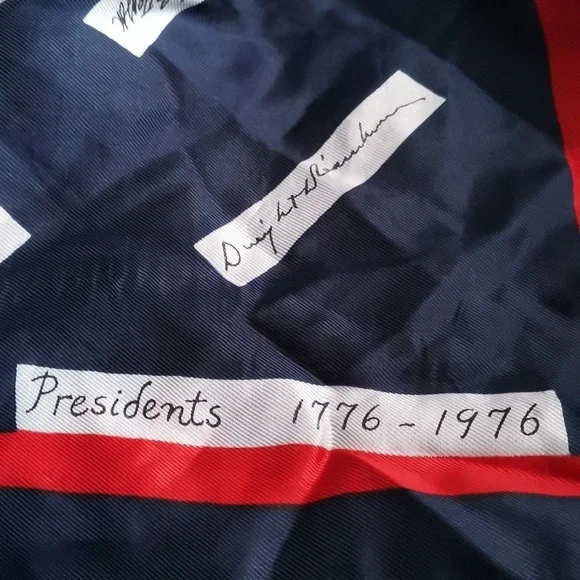 Dwight D Eisenhower
Presidents 1776 - 1976